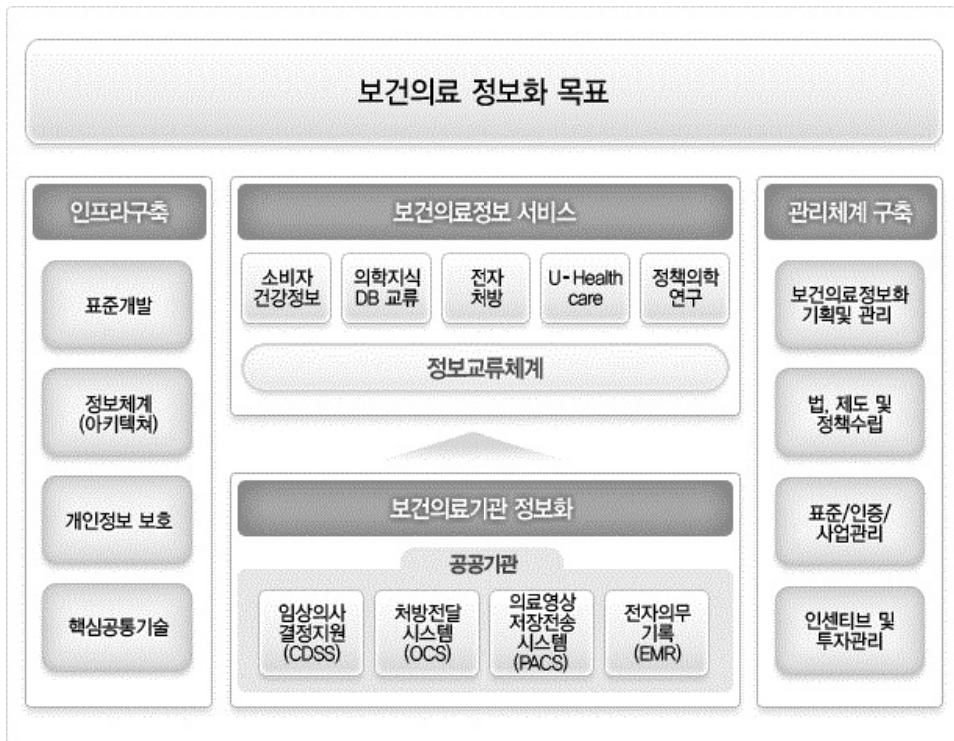 보건의료 정보화 목표
인프라구축
표준개발
정보체계
(아키텍쳐)
개인정보 보호
핵심공통기술
보건의료정보 서비스
소비자
건강정보
의학지식
DB 교류
전자
처방
U-Health
care
정책의학
연구
정보교류체계
보건의료기관 정보화
공공기관
임상의사
결정지원
(CDSS)
처방전달
시스템
(OCS)
의료영상
저장전송
시스템
(PACS)
전자의무
기록
(EMR)
관리체계 구축
보건의료정보화
기획및 관리
법, 제도 및
정책수립
표준/인증/
사업관리
인센티브 및
투자관리